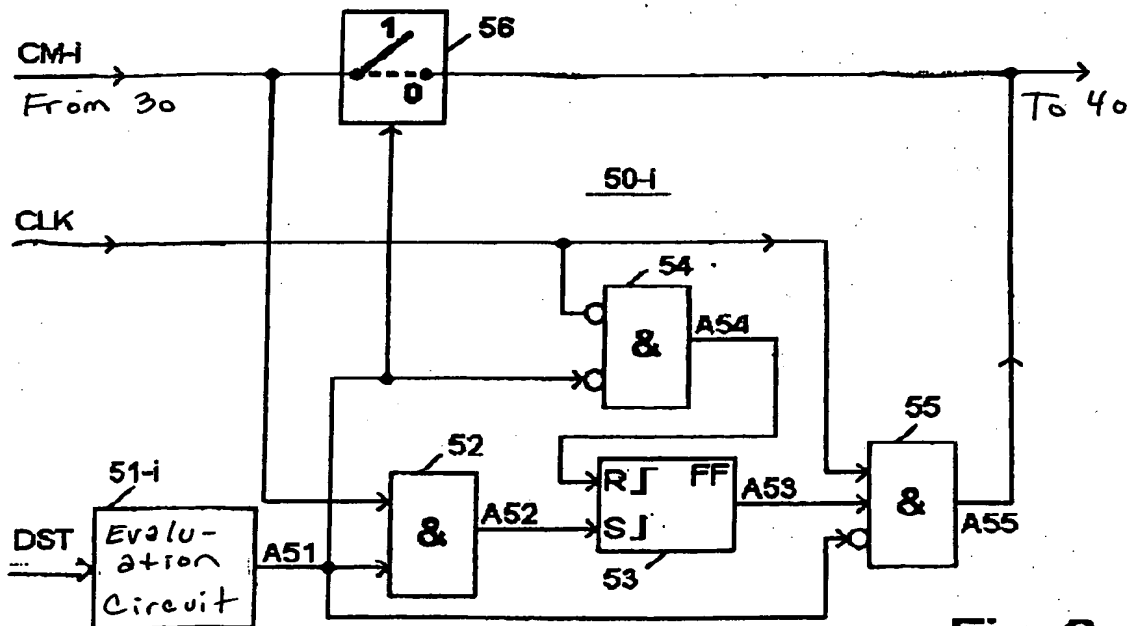 CM-i
From 30
1
0
56
To 40
50-i
CLK
54
&
A54
55
52
51-i
R FF
S
A53
&
A55
&
A52
53
DST
Evalu-
ation
Circuit
A51